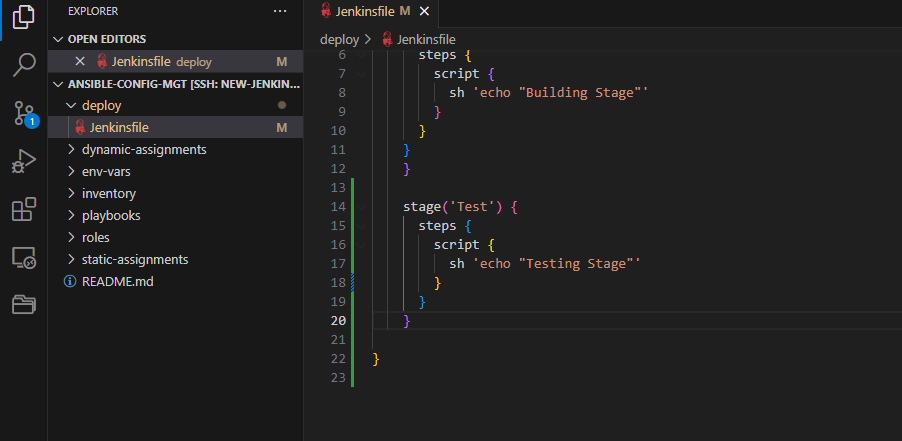 EXPLORER ...
OPEN EDITORS
Jenkinsfile deploy M
ANSIBLE-CONFIG-MGT [SSH: NEW-JENKIN...
deploy
Jenkinsfile M
dynamic-assignments
env-vars
inventory
playbooks
roles
static-assignments
README.md
1
Jenkinsfile M
deploy > Jenkinsfile
6 steps {
7 script {
8 sh 'echo "Building Stage"'
9 }
10 }
11 }
12 }
13
14 stage('Test') {
15 steps {
16 script {
17 sh 'echo "Testing Stage"'
18 }
19 }
20 }
21
22 }
23